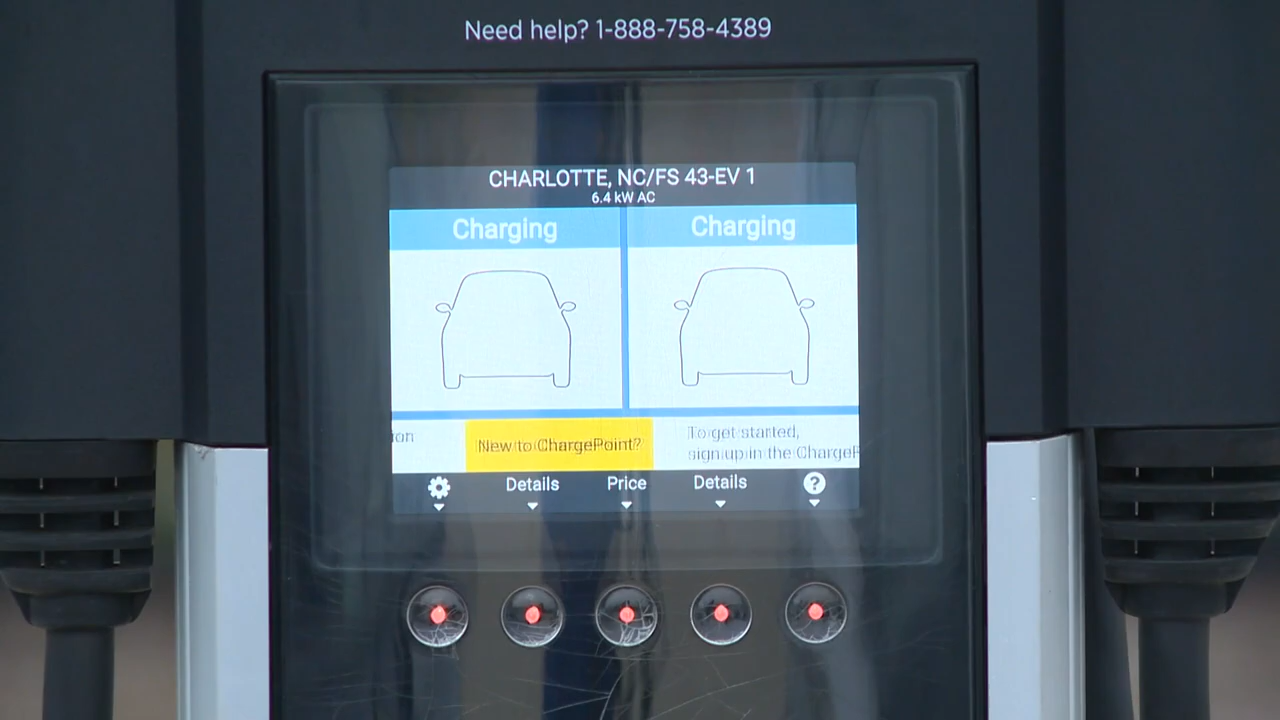 Need help? 1-888-758-4389
CHARLOTTE, NC/FS 43-EV 1
6.4 kW AC
Charging
Charging
New to ChargePoint?
To get started,
sign up in the ChargeP
Details
Price
Details
?